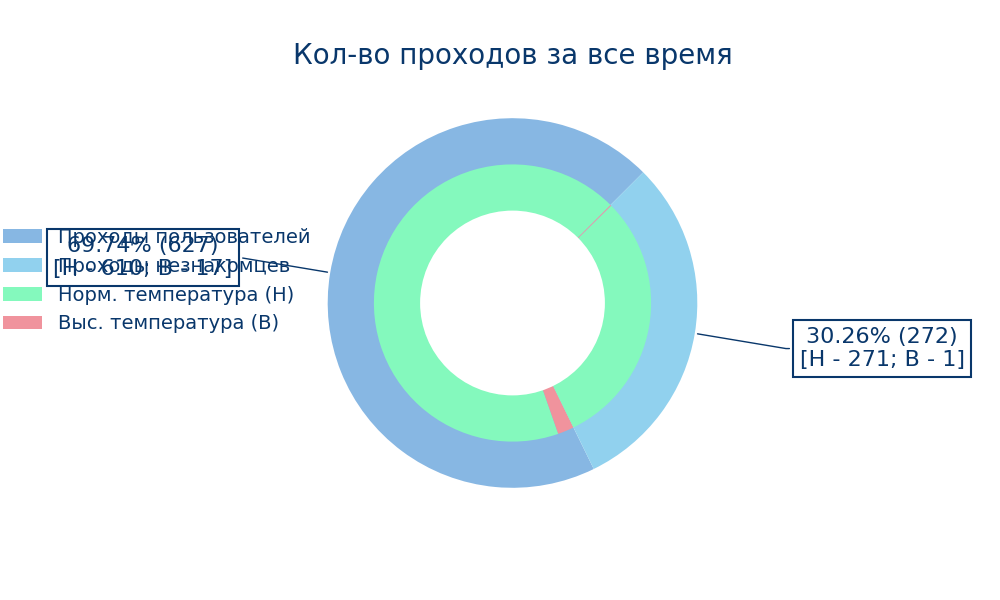 Кол-во проходов за все время
Проходы пользователей
Проходы незнакомцев
Норм. температура (Н)
Выс. температура (В)
69.74% (627)
[Н - 610; В - 17]
30.26% (272)
[Н - 271; В - 1]